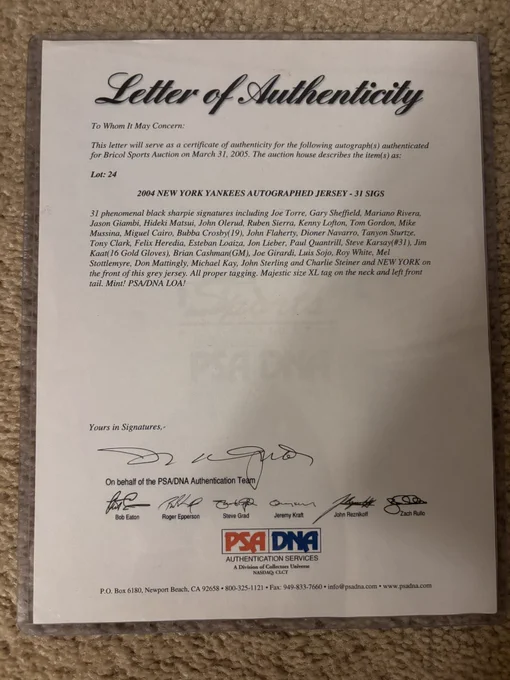 Letter of Authenticity
To Whom It May Concern:
This letter will serve as a certificate of authenticity for the following autograph(s) authenticated
for Bricol Sports Auction on March 31, 2005. The auction house describes the item(s) as:
Lot: 24
2004 NEW YORK YANKEES AUTOGRAPHED JERSEY - 31 SIGS
31 phenomenal black sharpie signatures including Joe Torre, Gary Sheffield, Mariano Rivera,
Jason Giambi, Hideki Matsui, John Olerud, Ruben Sierra, Kenny Lofton, Tom Gordon, Mike
Mussina, Miguel Cairo, Bubba Crosby(19), John Flaherty, Dioner Navarro, Tanyon Sturtze,
Tony Clark, Felix Heredia, Esteban Loaiza, Jon Lieber, Paul Quantrill, Steve Karsay(#31), Jim
Kaat(16 Gold Gloves), Brian Cashman(GM), Joe Girardi, Luis Sojo, Roy White, Mel
Stottlemyre, Don Mattingly, Michael Kay, John Sterling and Charlie Steiner and NEW YORK on
the front of this grey jersey. All proper tagging. Majestic size XL tag on the neck and left front
tail. Mint! PSA/DNA LOA!
Yours in Signatures,
On behalf of the PSA/DNA Authentication Team
Bob Eaton Roger Epperson Steve Grad Jeremy Kraft John Reznikoff Zach Rullo
PSA DNA
AUTHENTICATION SERVICES
A Division of Collectors Universe
NASDAQ: CLCT
P.O. Box 6180, Newport Beach, CA 92658 • 800-325-1121 • Fax: 949-833-7660 • info@psadna.com • www.psadna.com